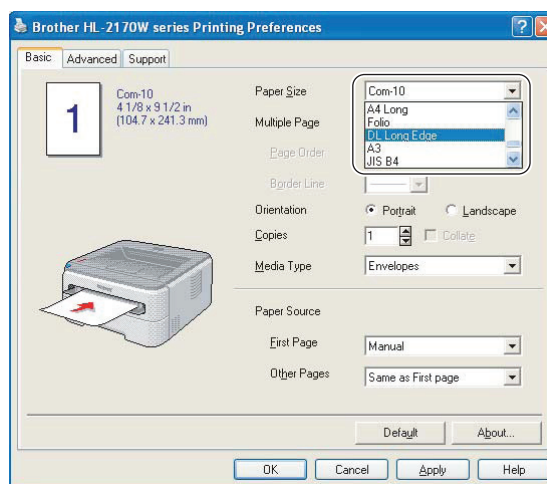 Brother HL-2170W series Printing Preferences
Basic Advanced Support
1
Com-10
4 1/8 x 9 1/2 in
(104.7 x 241.3 mm)
Paper Size
Com-10
A4 Long
Folio
DL Long Edge
A3
JIS B4
Multiple Page
Page Order
Border Line
Orientation
Portrait
Landscape
Copies
1
Collate
Media Type
Envelopes
Paper Source
First Page
Manual
Other Pages
Same as First page
Default
About...
OK
Cancel
Apply
Help